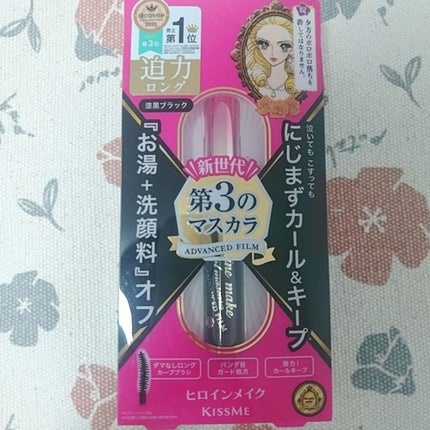 @cosme
第3位
売上
第1位
迫力
ロング
漆黒ブラック
夕方のボロボロ落ちを
許してはなりません。
泣いても こすっても
にじまずカール&キープ
『お湯+洗顔料』オフ
新世代
第3の
マスカラ
ADVANCED FILM
ine make
ダマなしロング
カーブブラシ
パンダ目
ガード処方
強力!
カールキープ
ヒロインメイク
KISSME